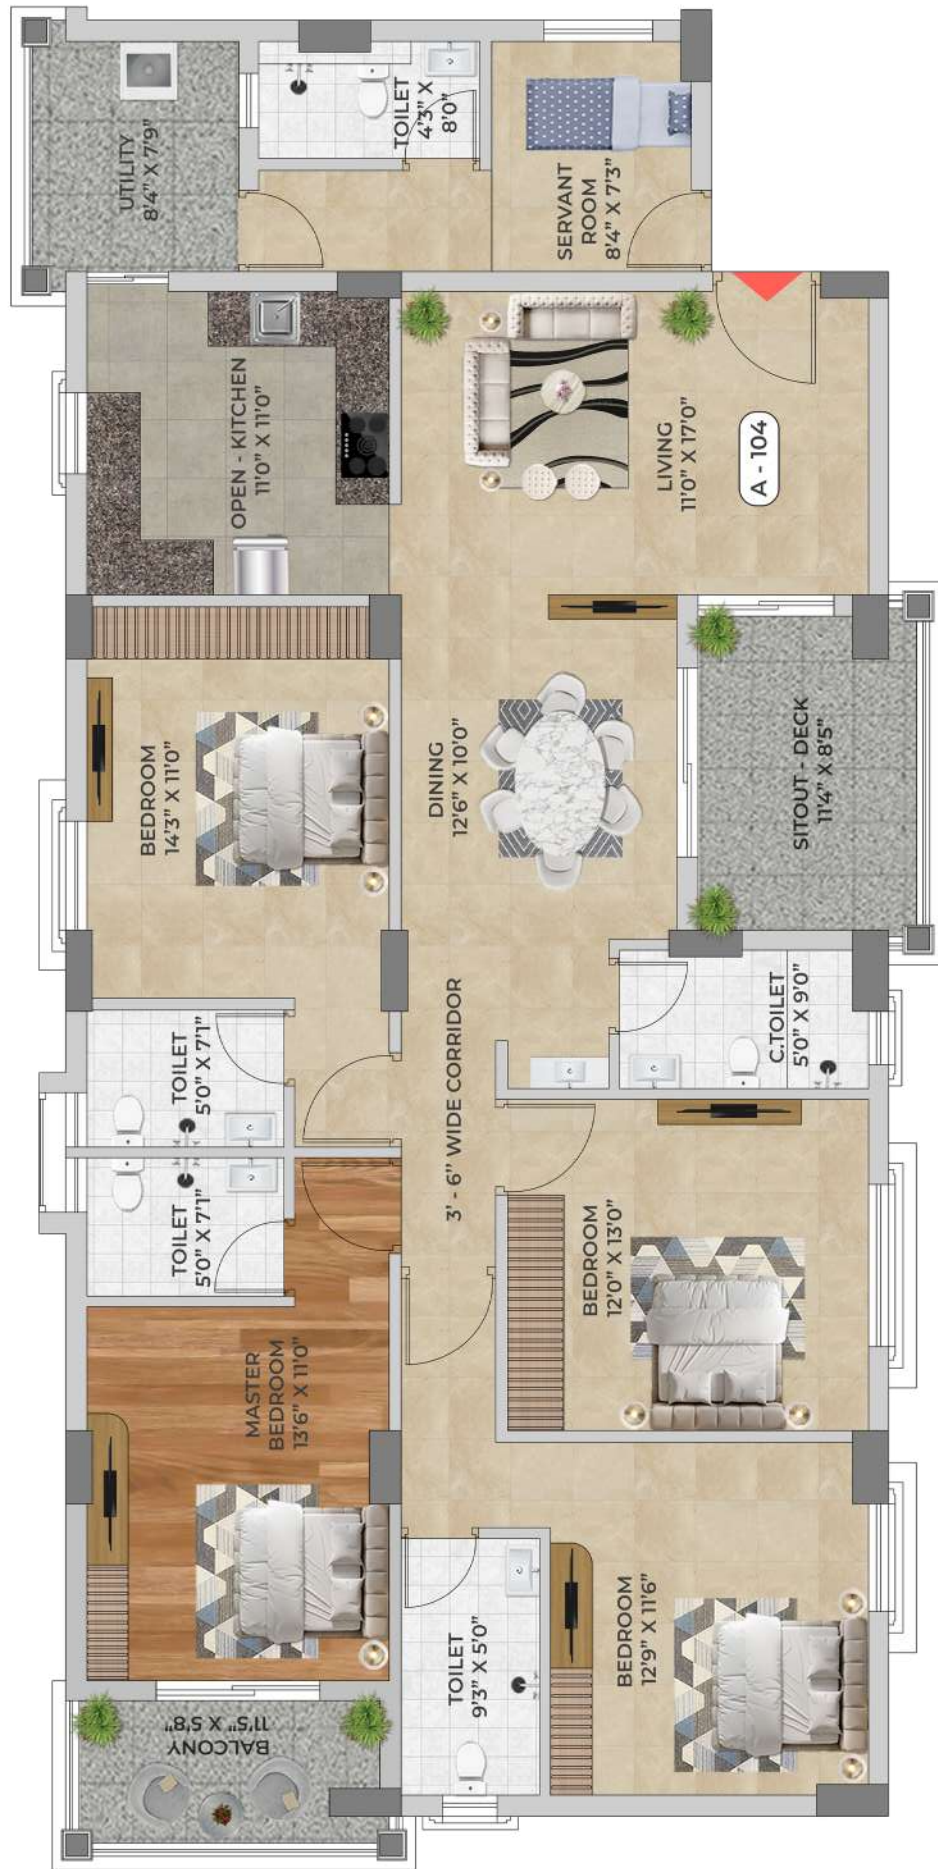 UTILITY
8'4" X 7'9"
TOILET
4'3" X
8'0"
SERVANT
ROOM
8'4" X 7'3"
OPEN - KITCHEN
11'0" X 11'0"
LIVING
11'0" X 17'0"
A - 104
BEDROOM
14'3" X 11'0"
DINING
12'6" X 10'0"
SITOUT - DECK
11'4" X 8'5"
TOILET
5'0" X 7'1"
3' - 6" WIDE CORRIDOR
C.TOILET
5'0" X 9'0"
TOILET
5'0" X 7'1"
BEDROOM
12'0" X 13'0"
MASTER
BEDROOM
13'6" X 11'0"
TOILET
9'3" X 5'0"
BEDROOM
12'9" X 11'6"
BALCONY
11'5" X 5'8"